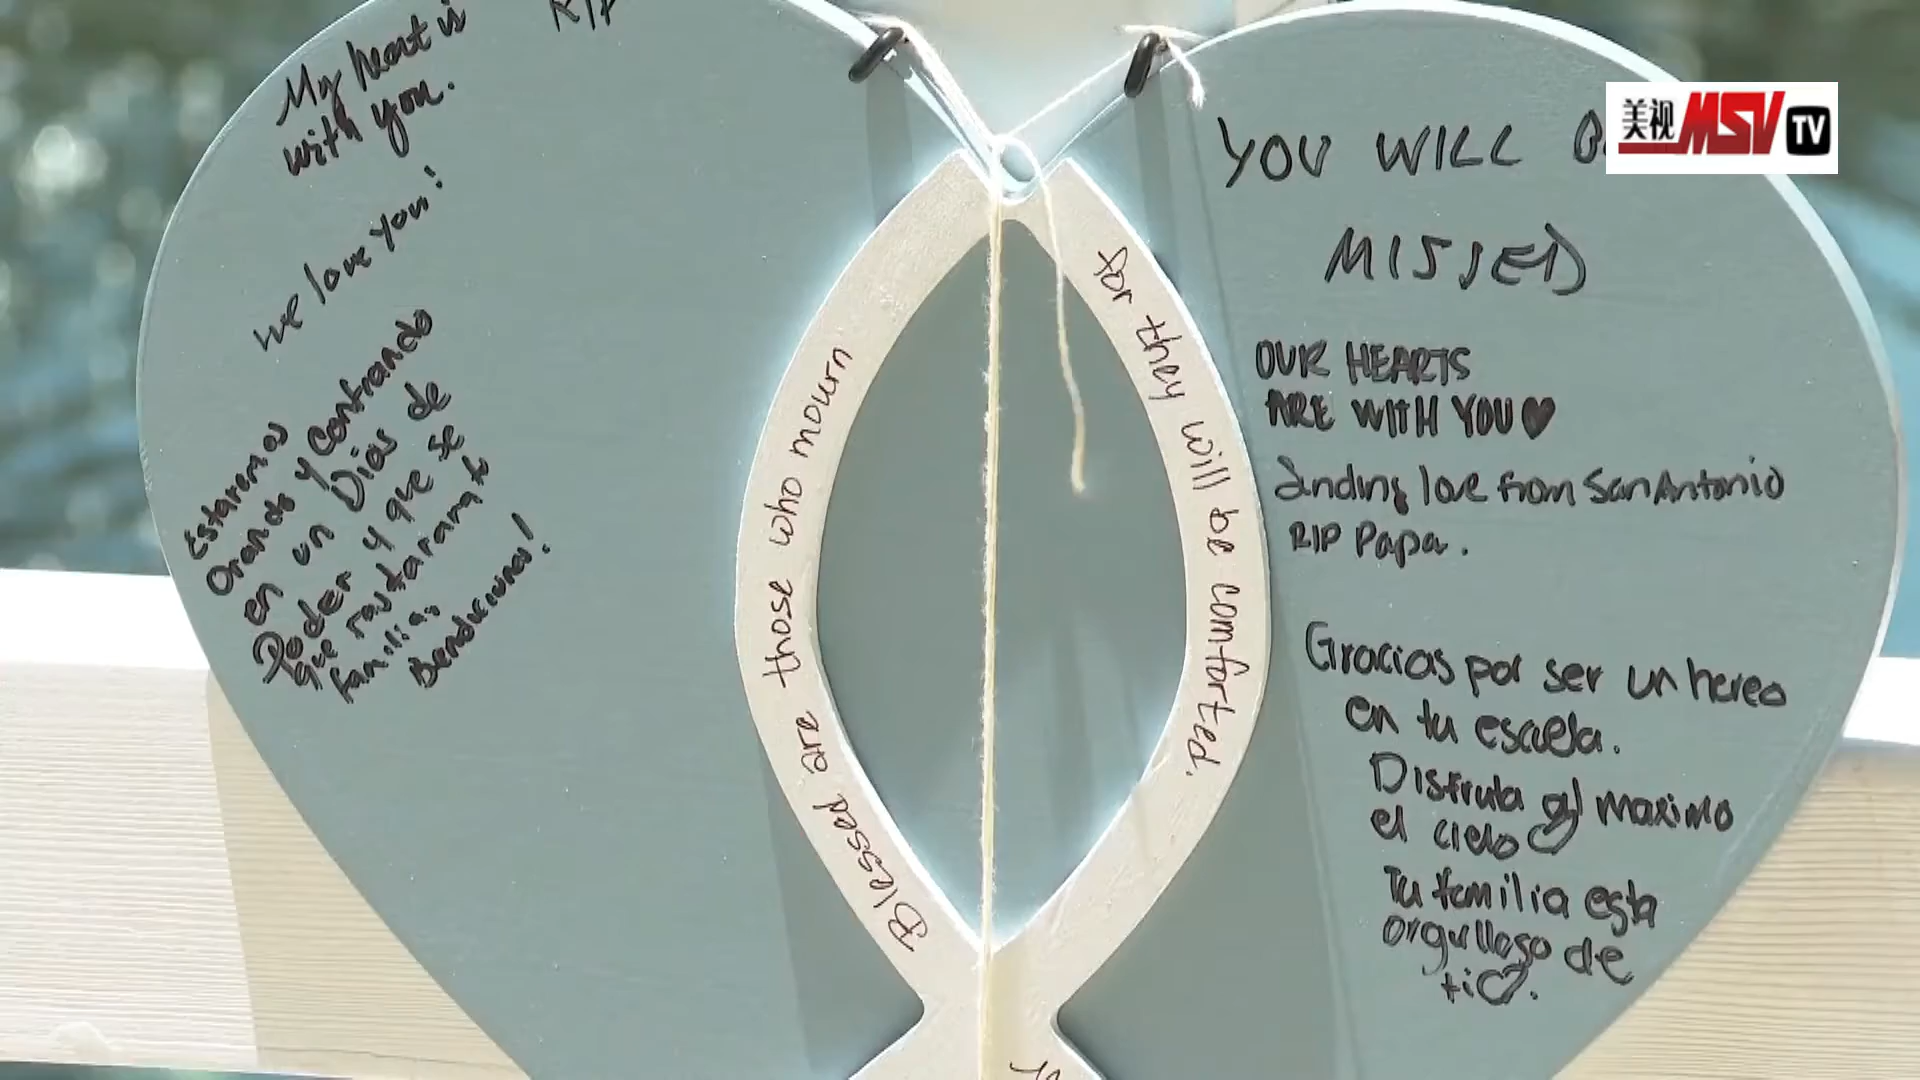 My heart is
with you.
RIP
We love you!
Estaremos
Orando y confiando
en un Dios de
Poder y que se
que
familia.
Bendiciones!
Blessed are those who mourn
for they will be comforted.
YOU WILL
MISSED
OUR HEARTS
ARE WITH YOU♥
Sending love from San Antonio
RIP Papa.
Gracias por ser un heroe
en tu escuela.
Disfruta al maximo
el cielo♡
Tu familia esta
orgullosa de
ti♡.
美视 MSV TV